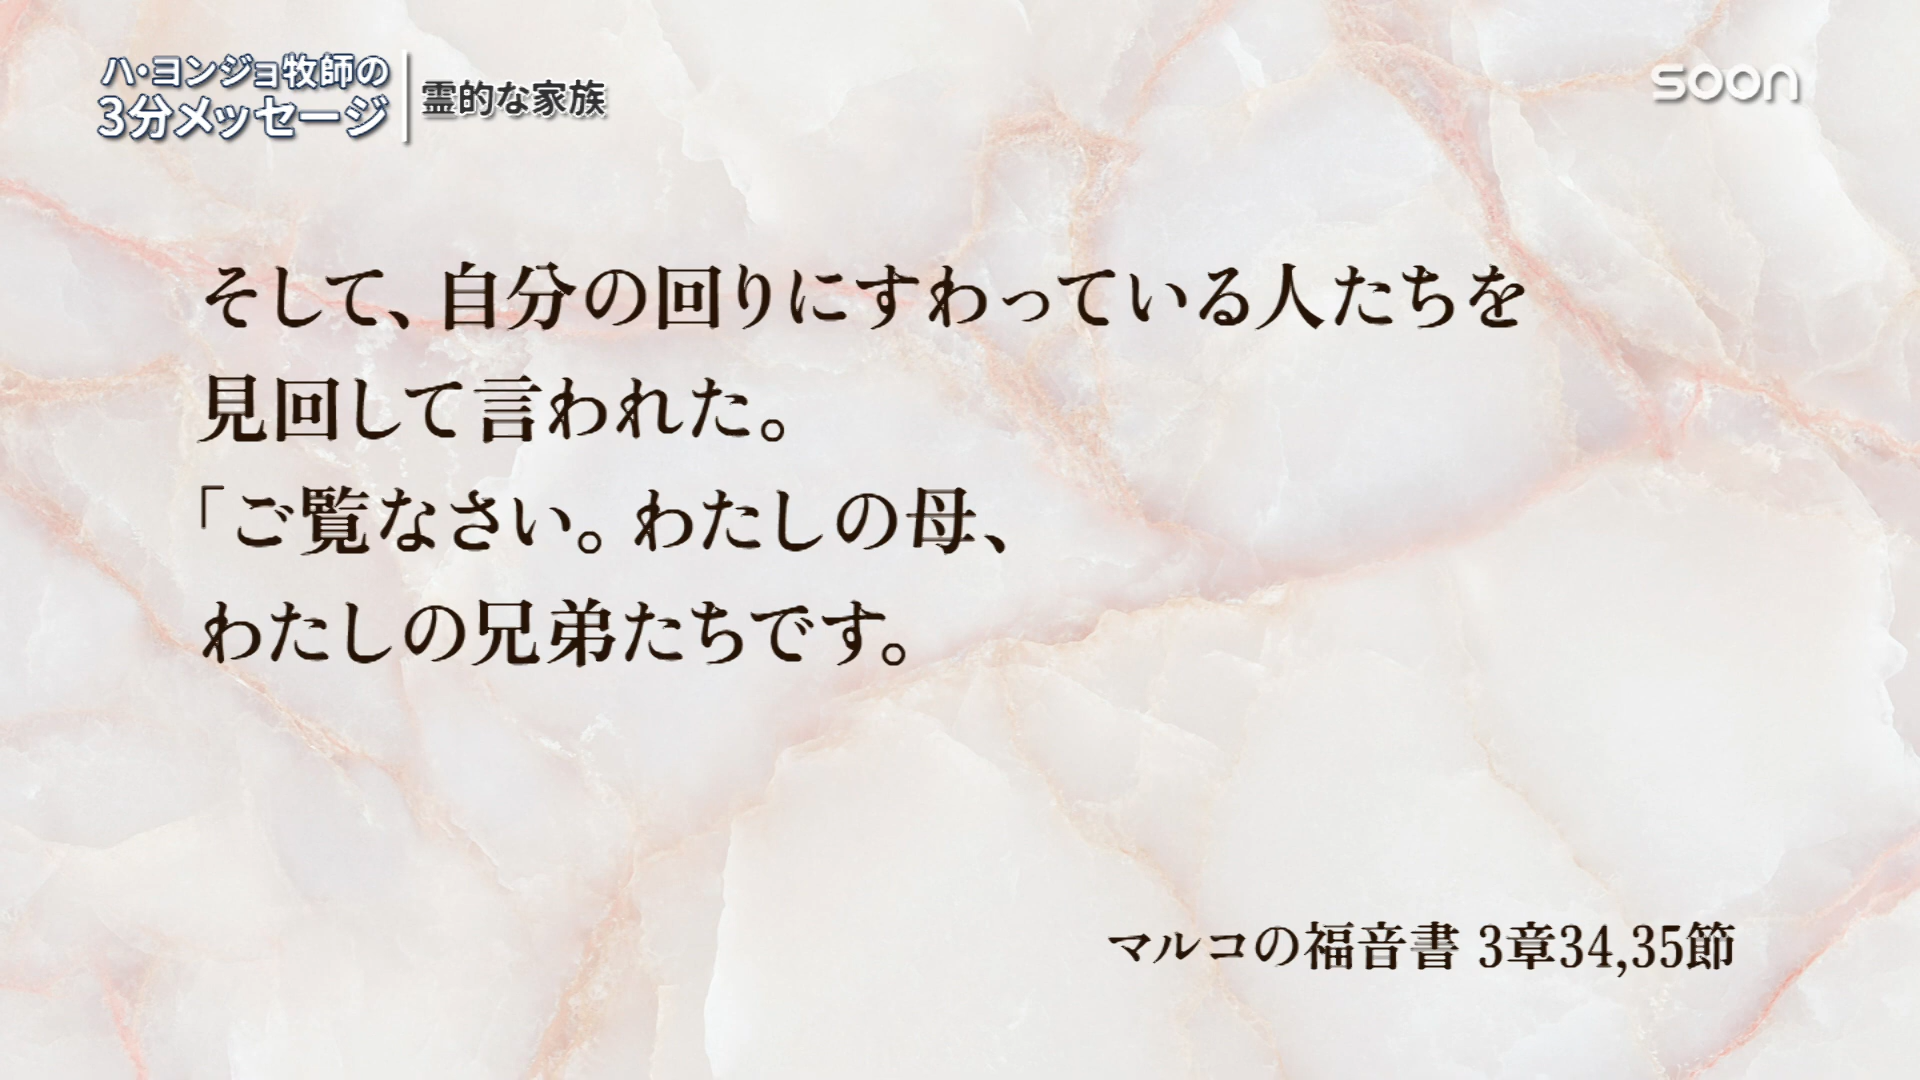 ハ・ヨンジョ牧師の
3分メッセージ
霊的な家族
soon
そして、自分の回りにすわっている人たちを
見回して言われた。
「ご覧なさい。わたしの母、
わたしの兄弟たちです。
マルコの福音書 3章34,35節